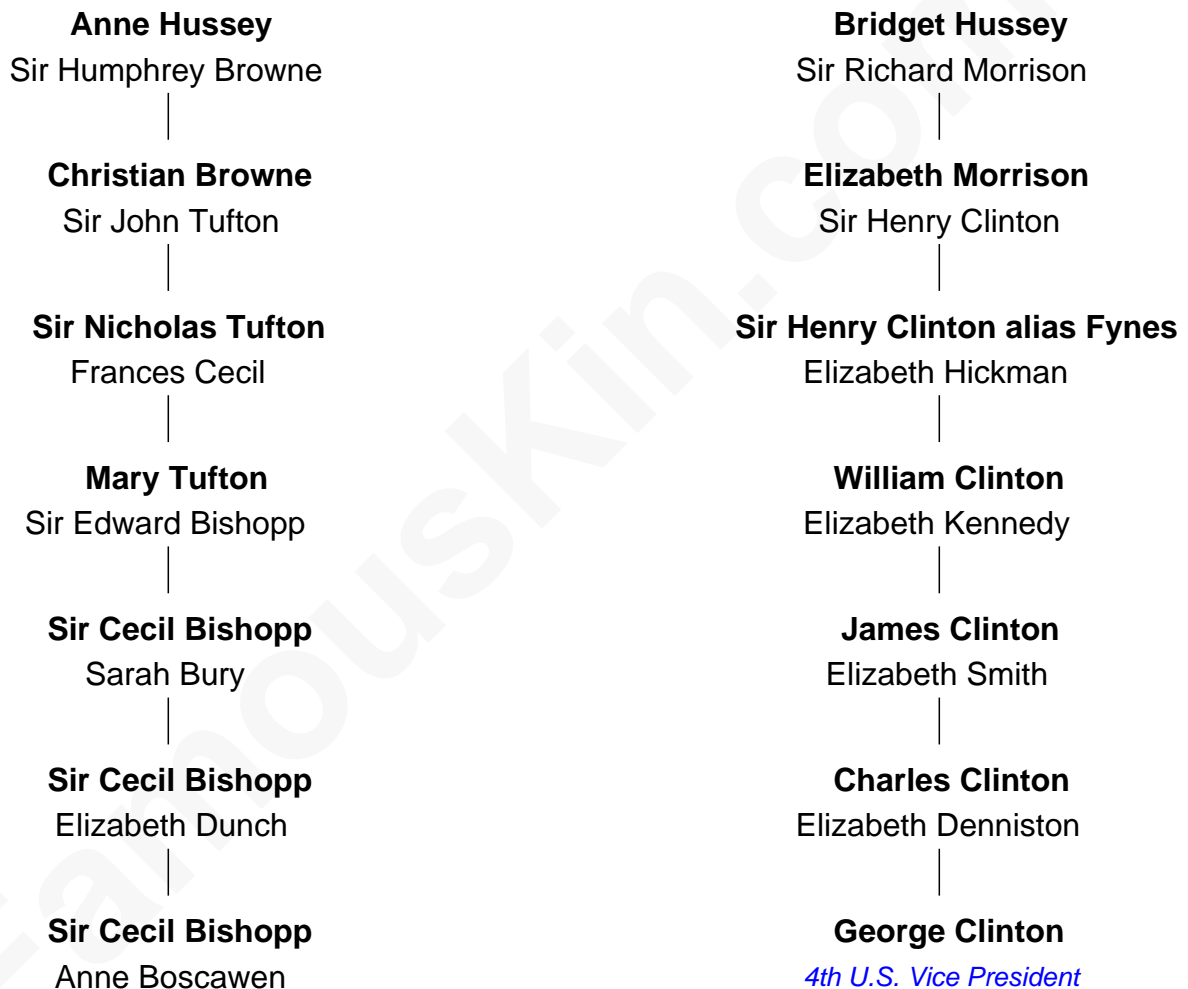 Anne Hussey
Sir Humphrey Browne
Christian Browne
Sir John Tufton
Sir Nicholas Tufton
Frances Cecil
Mary Tufton
Sir Edward Bishopp
Sir Cecil Bishopp
Sarah Bury
Sir Cecil Bishopp
Elizabeth Dunch
Sir Cecil Bishopp
Anne Boscawen
Bridget Hussey
Sir Richard Morrison
Elizabeth Morrison
Sir Henry Clinton
Sir Henry Clinton alias Fynes
Elizabeth Hickman
William Clinton
Elizabeth Kennedy
James Clinton
Elizabeth Smith
Charles Clinton
Elizabeth Denniston
George Clinton
4th U.S. Vice President
FamousKin.com